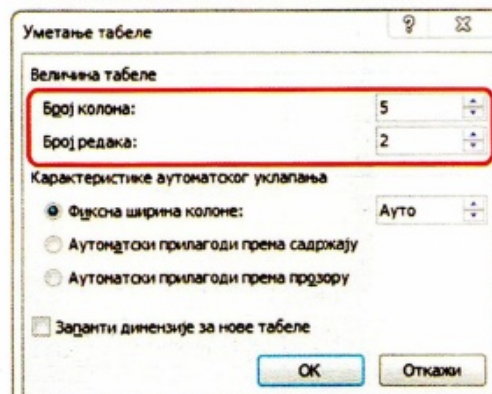 Уметање табеле
Величина табеле
Број колона: 5
Број редака: 2
Карактеристике аутоматског уклапања
Фиксна ширина колоне: Ауто
Аутоматски прилагоди према садржају
Аутоматски прилагоди према прозору
Запамти димензије за нове табеле
OK Откажи